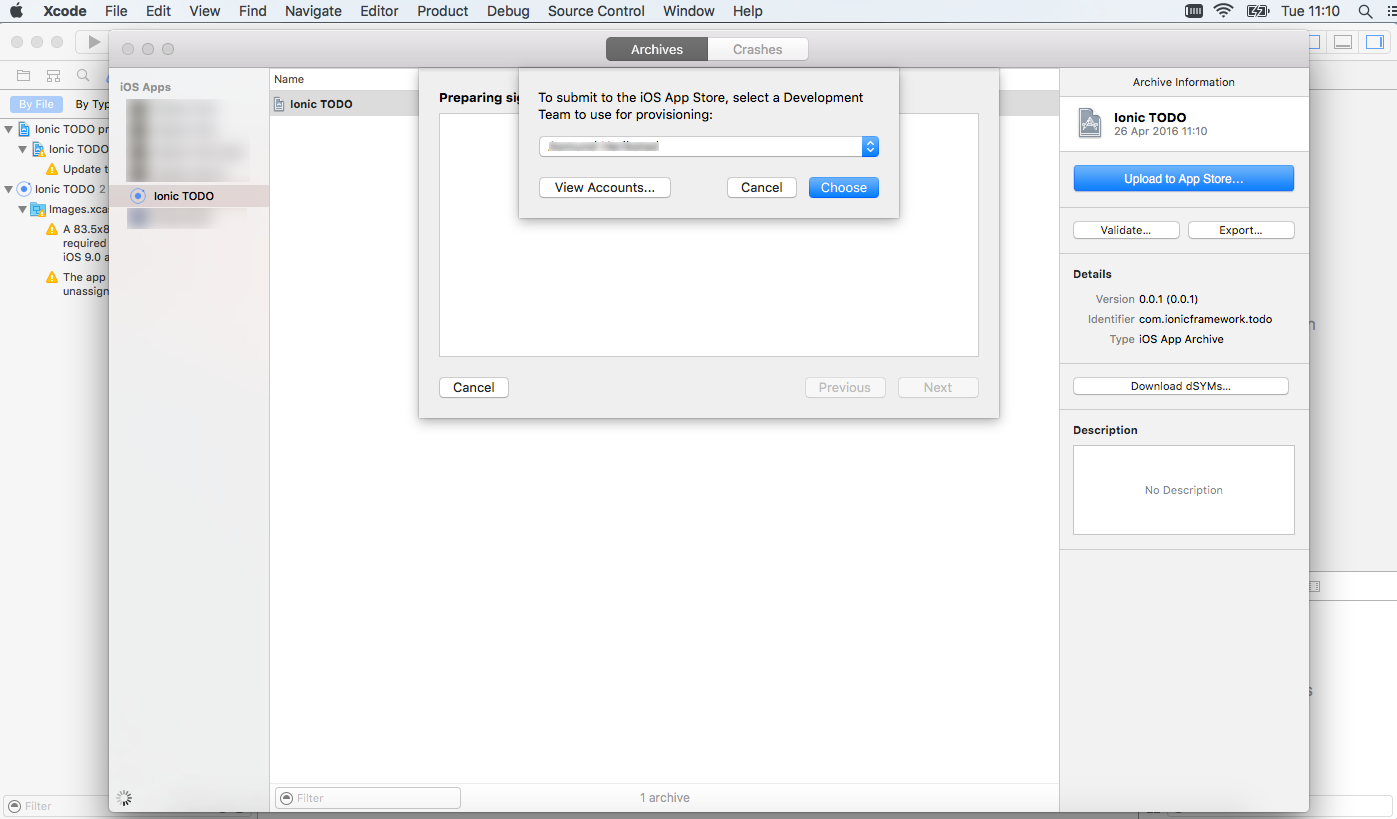 Xcode File Edit View Find Navigate Editor Product Debug Source Control Window Help Tue 11:10
Archives Crashes
By File By Typ
Ionic TODO pr
Ionic TODO
Update t
Ionic TODO 2
Images.xca
A 83.5x8
required
iOS 9.0 a
The app
unassign
Filter
iOS Apps
Ionic TODO
Name
Ionic TODO
Preparing sig
To submit to the iOS App Store, select a Development
Team to use for provisioning:
View Accounts... Cancel Choose
Cancel Previous Next
Filter 1 archive
Archive Information
Ionic TODO
26 Apr 2016 11:10
Upload to App Store...
Validate... Export...
Details
Version 0.0.1 (0.0.1)
Identifier com.ionicframework.todo
Type iOS App Archive
Download dSYMs...
Description
No Description